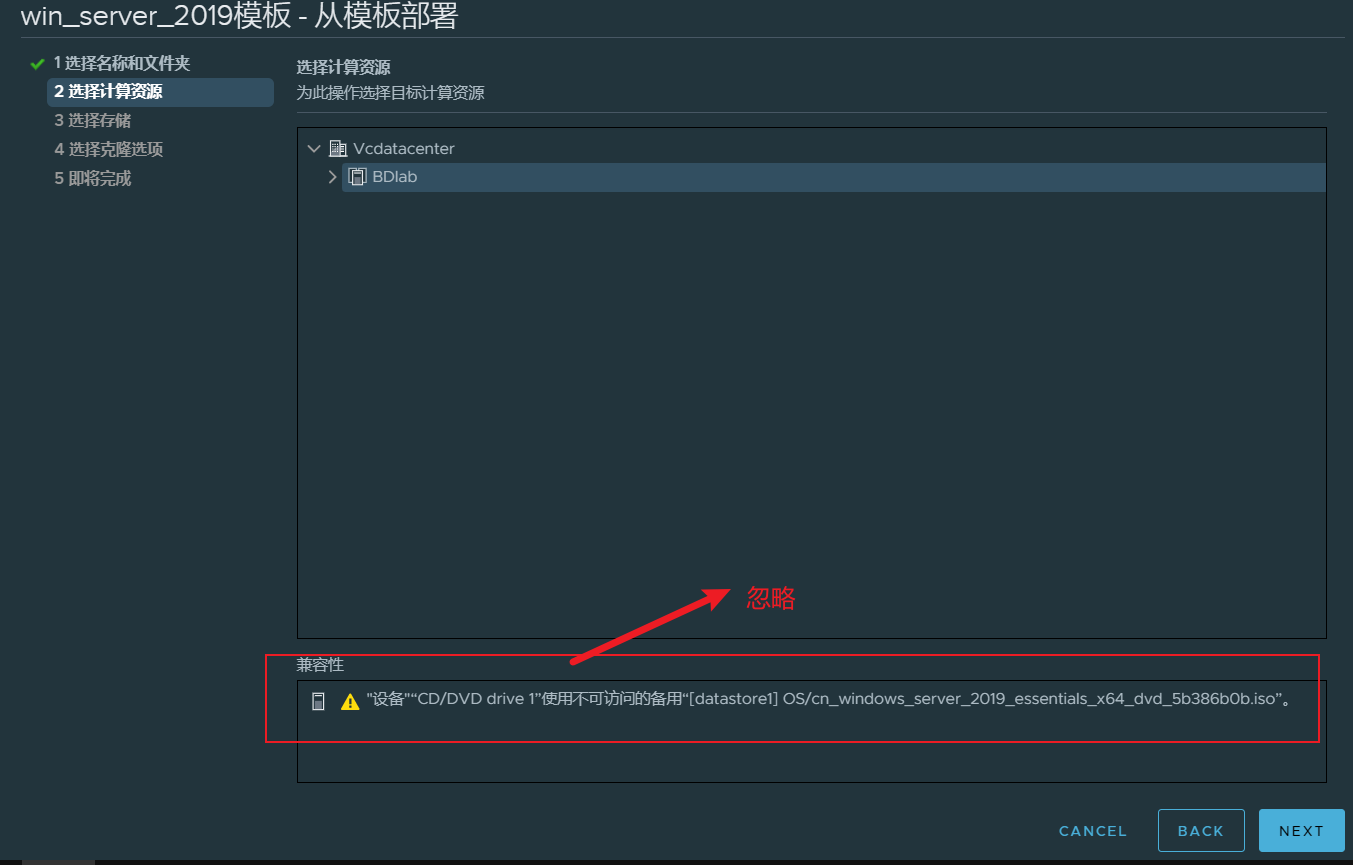 win_server_2019模板 - 从模板部署
1 选择名称和文件夹
2 选择计算资源
3 选择存储
4 选择克隆选项
5 即将完成
选择计算资源
为此操作选择目标计算资源
Vcdatacenter
BDlab
忽略
兼容性
"设备"“CD/DVD drive 1”使用不可访问的备用“[datastore1] OS/cn_windows_server_2019_essentials_x64_dvd_5b386b0b.iso”。
CANCEL
BACK
NEXT